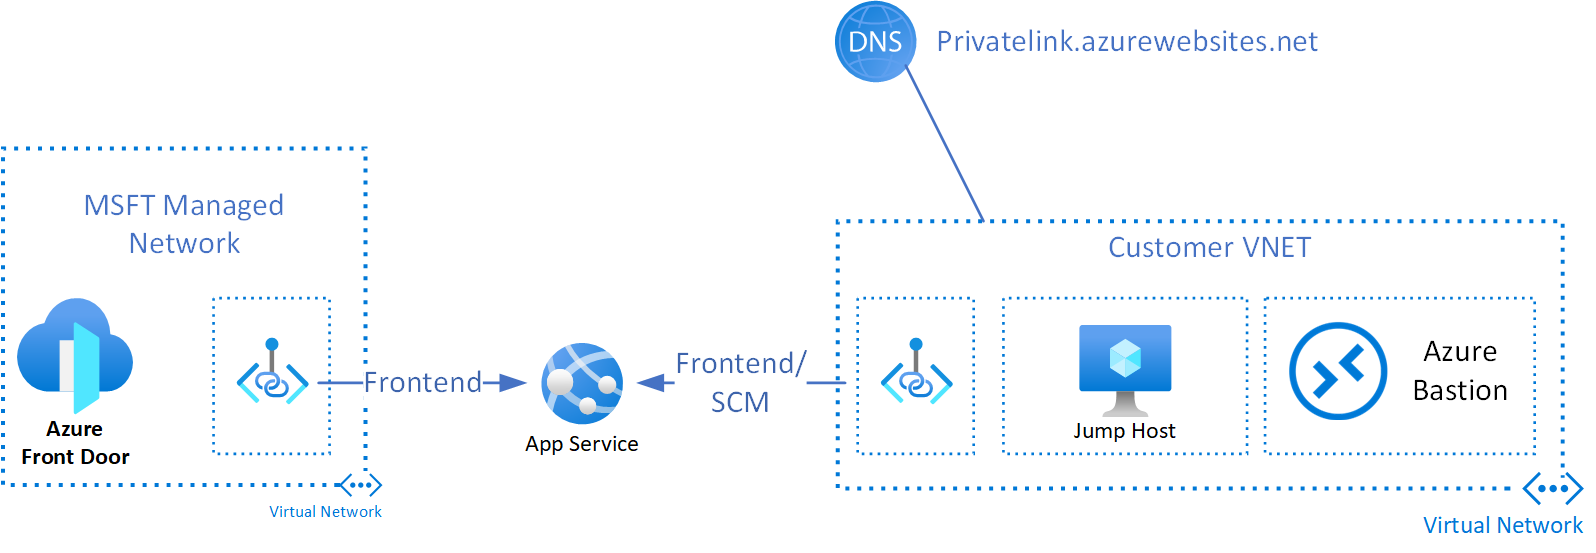 DNS
Privatelink.azurewebsites.net
MSFT Managed
Network
Azure
Front Door
Virtual Network
Frontend
App Service
Frontend/
SCM
Customer VNET
Jump Host
Azure
Bastion
Virtual Network